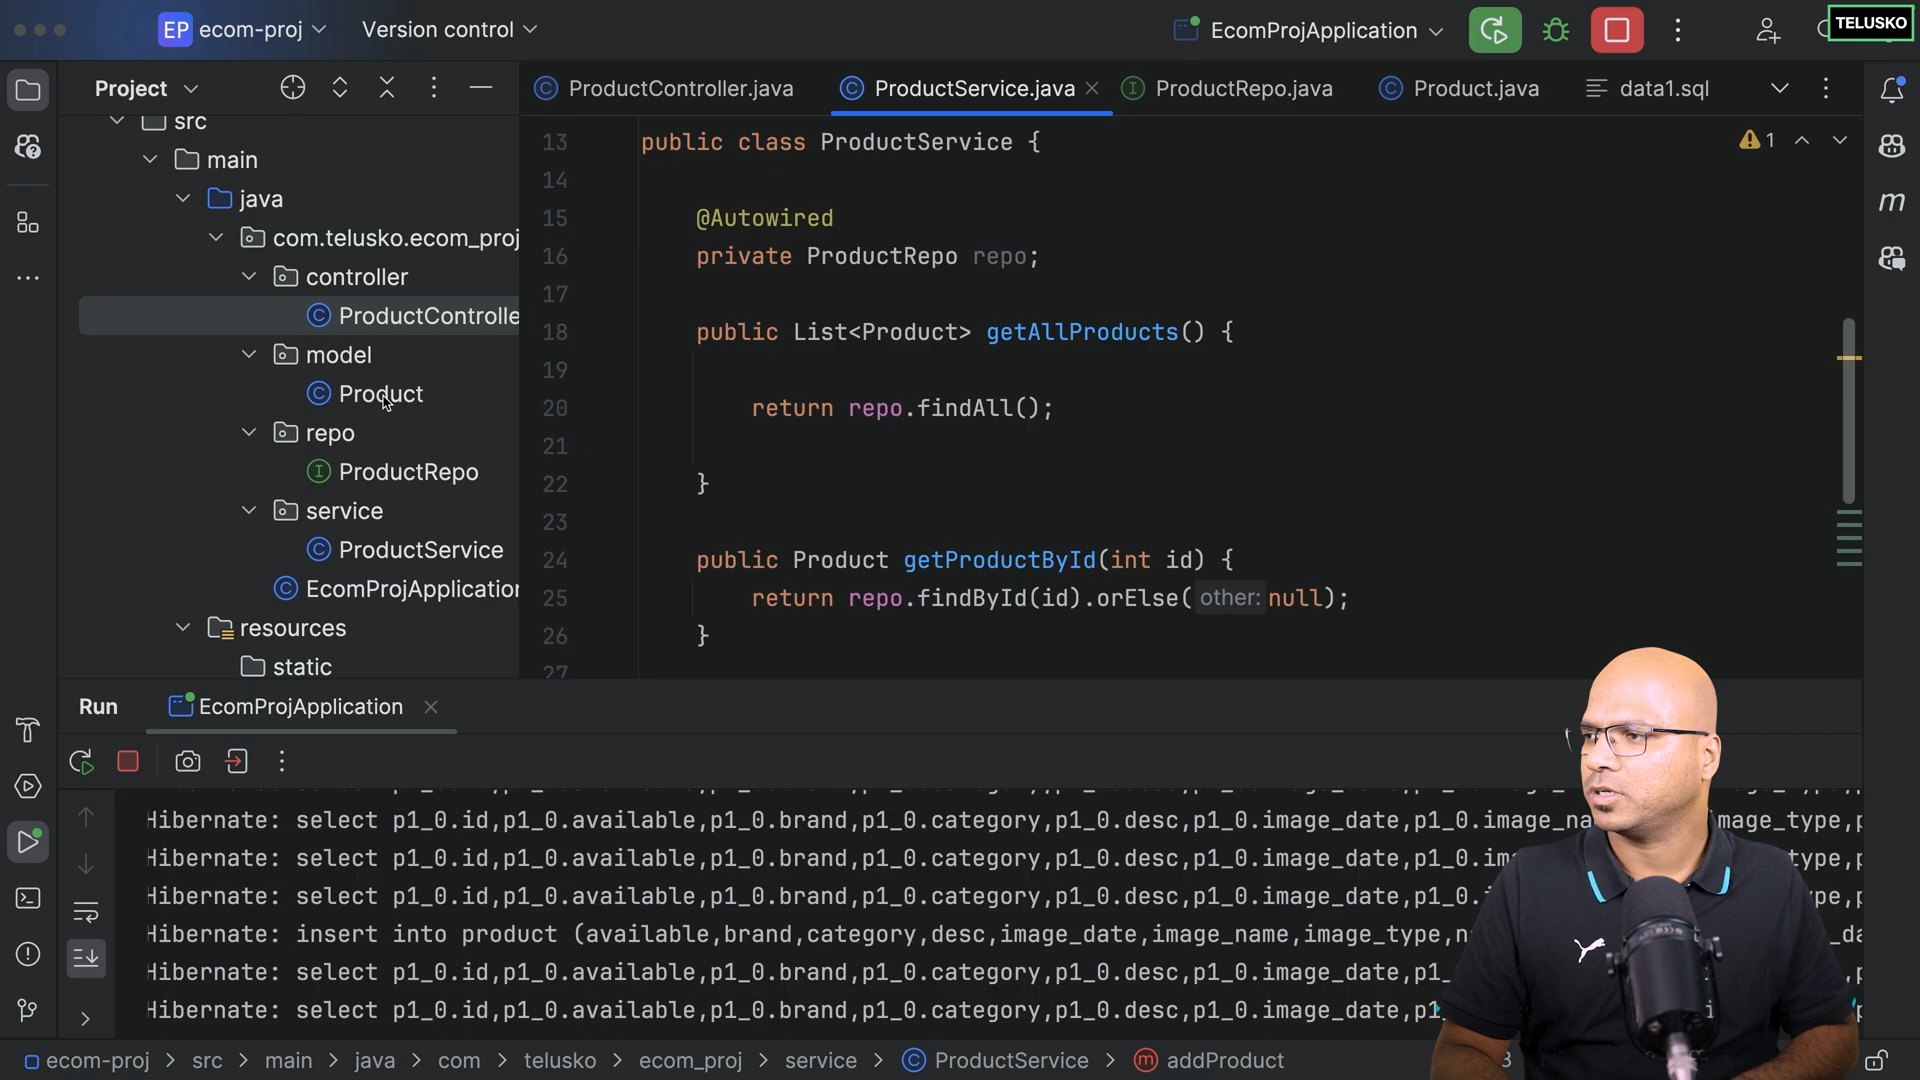 EP ecom-proj Version control EcomProjApplication TELUSKO
Project ProductController.java ProductService.java ProductRepo.java Product.java data1.sql
src
main
java
com.telusko.ecom_proj
controller
ProductControlle
model
Product
repo
ProductRepo
service
ProductService
EcomProjApplication
resources
static
1
13 public class ProductService {
14
15 @Autowired
16 private ProductRepo repo;
17
18 public List<Product> getAllProducts() {
19
20 return repo.findAll();
21
22 }
23
24 public Product getProductById(int id) {
25 return repo.findById(id).orElse( other: null);
26 }
27
Run EcomProjApplication
Hibernate: select p1_0.id,p1_0.available,p1_0.brand,p1_0.category,p1_0.desc,p1_0.image_date,p1_0.image_na
Hibernate: select p1_0.id,p1_0.available,p1_0.brand,p1_0.category,p1_0.desc,p1_0.image_date,p1_0.im
Hibernate: select p1_0.id,p1_0.available,p1_0.brand,p1_0.category,p1_0.desc,p1_0.image_date,p1_0.i
Hibernate: insert into product (available,brand,category,desc,image_date,image_name,image_type,n
Hibernate: select p1_0.id,p1_0.available,p1_0.brand,p1_0.category,p1_0.desc,p1_0.image_date,p1_
Hibernate: select p1_0.id,p1_0.available,p1_0.brand,p1_0.category,p1_0.desc,p1_0.image_date,p1
ecom-proj > src > main > java > com > telusko > ecom_proj > service > ProductService > addProduct